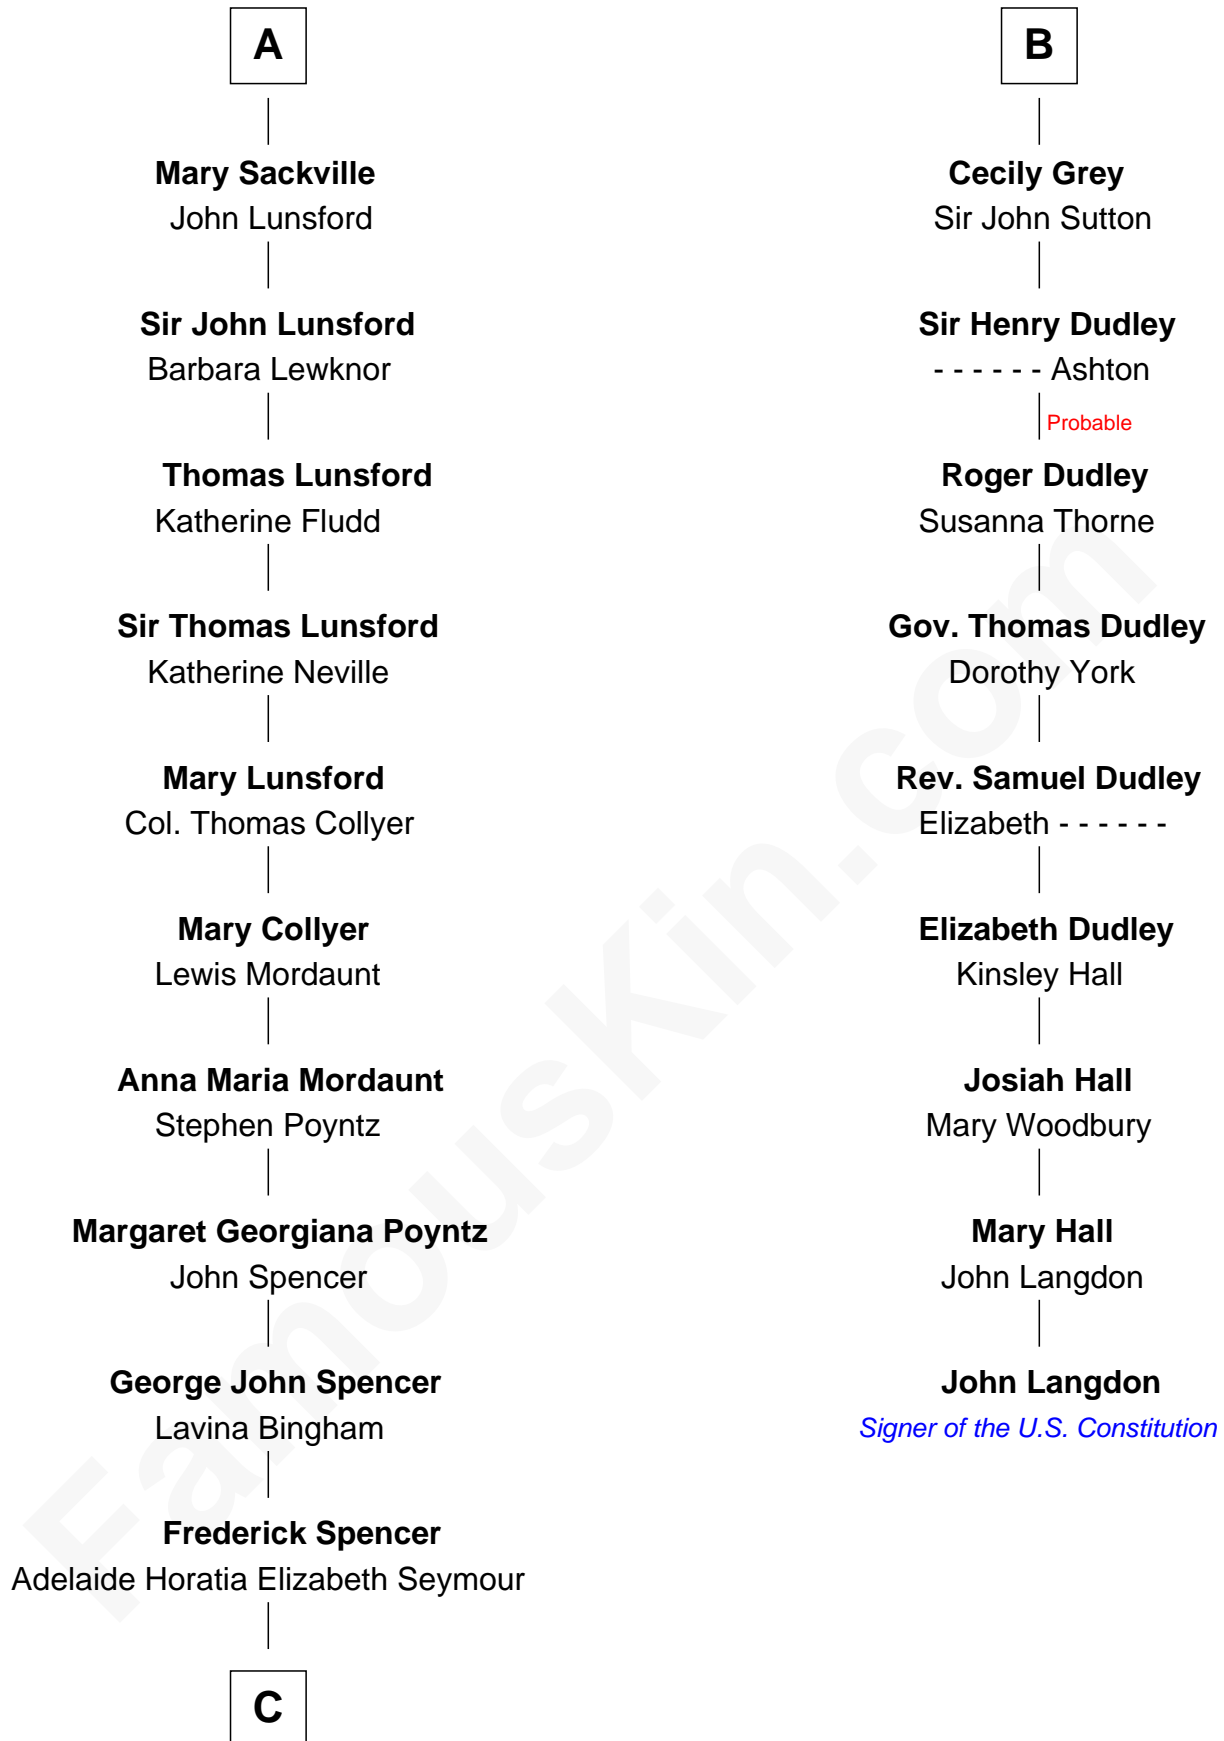 A
Mary Sackville
John Lunsford
Sir John Lunsford
Barbara Lewknor
Thomas Lunsford
Katherine Fludd
Sir Thomas Lunsford
Katherine Neville
Mary Lunsford
Col. Thomas Collyer
Mary Collyer
Lewis Mordaunt
Anna Maria Mordaunt
Stephen Poyntz
Margaret Georgiana Poyntz
John Spencer
George John Spencer
Lavina Bingham
Frederick Spencer
Adelaide Horatia Elizabeth Seymour
C
B
Cecily Grey
Sir John Sutton
Sir Henry Dudley
- - - - - - Ashton
Probable
Roger Dudley
Susanna Thorne
Gov. Thomas Dudley
Dorothy York
Rev. Samuel Dudley
Elizabeth - - - - - -
Elizabeth Dudley
Kinsley Hall
Josiah Hall
Mary Woodbury
Mary Hall
John Langdon
John Langdon
Signer of the U.S. Constitution
FamousKin.com